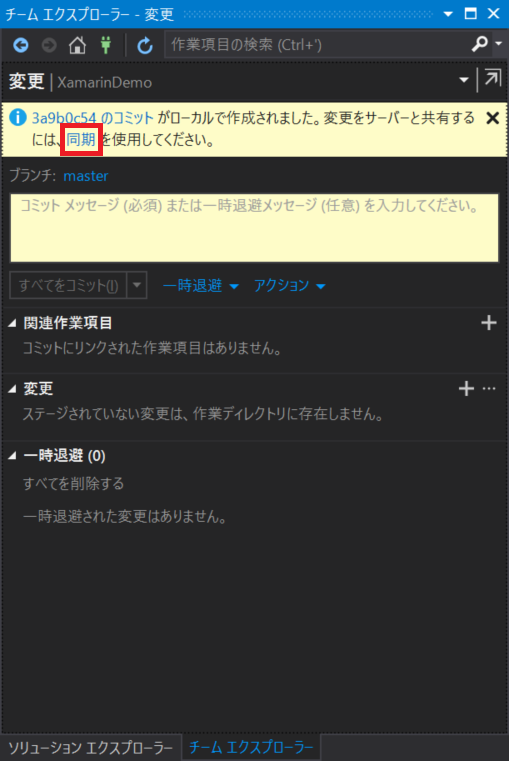 チーム エクスプローラー - 変更
作業項目の検索 (Ctrl+')
変更 | XamarinDemo
3a9b0c54 のコミット がローカルで作成されました。変更をサーバーと共有する
には、同期 を使用してください。
ブランチ: master
コミット メッセージ (必須) または一時退避メッセージ (任意) を入力してください。
すべてをコミット(I) 一時退避 アクション
関連作業項目
コミットにリンクされた作業項目はありません。
変更
ステージされていない変更は、作業ディレクトリに存在しません。
一時退避 (0)
すべてを削除する
一時退避された変更はありません。
ソリューション エクスプローラー チーム エクスプローラー